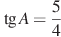 tg A = 5/4